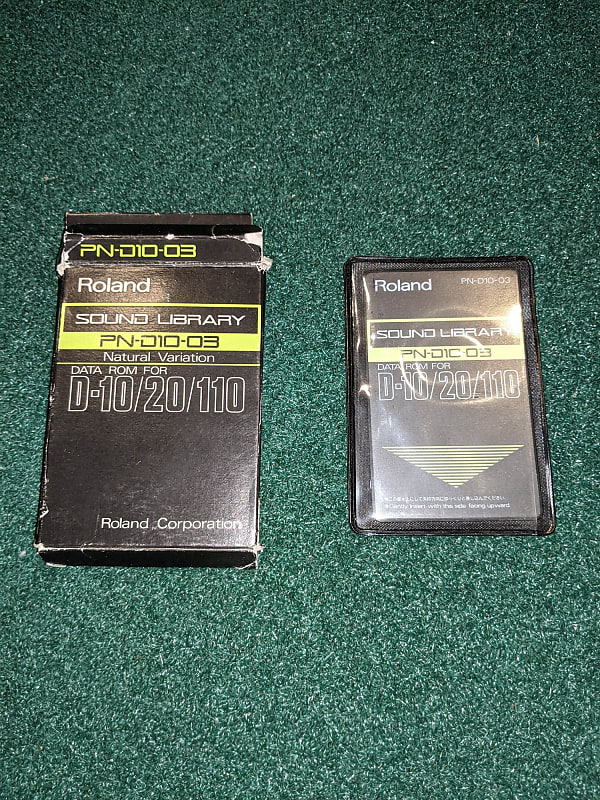 PN-D10-03
Roland
SOUND LIBRARY
PN-D10-03
Natural Variation
DATA ROM FOR
D-10/20/110
Roland Corporation
Roland PN-D10-03
SOUND LIBRARY
PN-D10-03
DATA ROM FOR
D-10/20/110
★Gently insert with this side facing upward